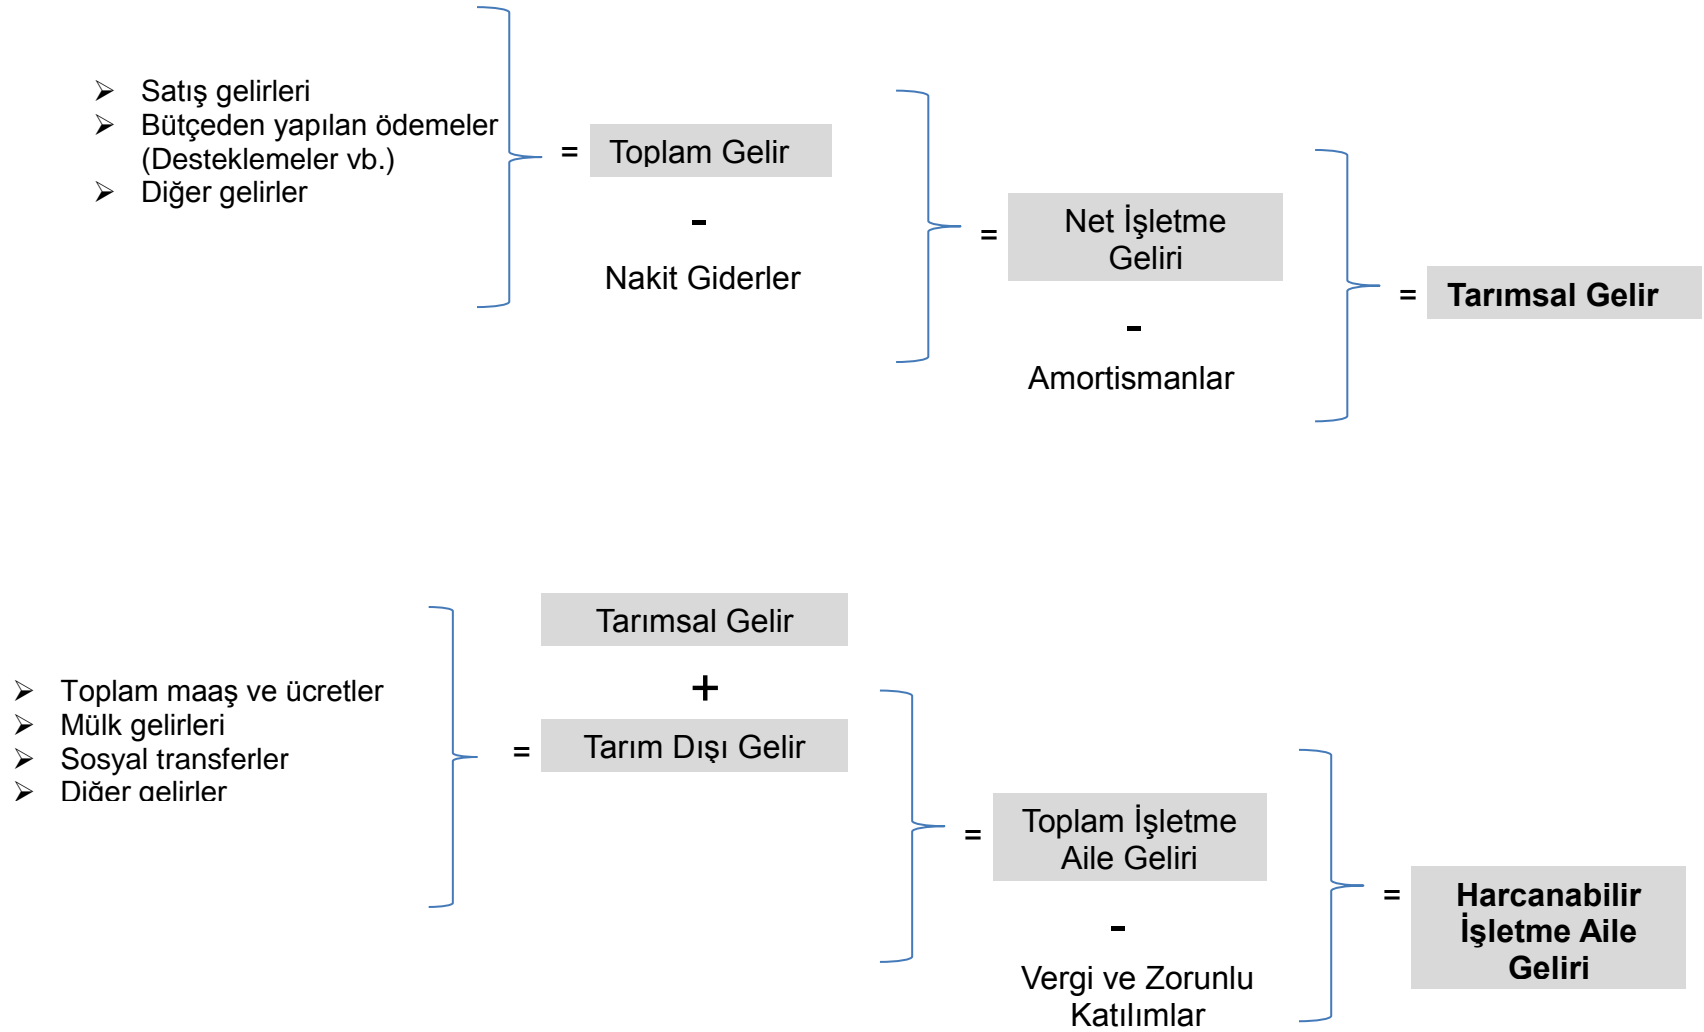 ➢ Satış gelirleri
➢ Bütçeden yapılan ödemeler
(Desteklemeler vb.)
➢ Diğer gelirler
= Toplam Gelir
-
Nakit Giderler
= Net İşletme
Geliri
-
Amortismanlar
= Tarımsal Gelir
Tarımsal Gelir
+
➢ Toplam maaş ve ücretler
➢ Mülk gelirleri
➢ Sosyal transferler
➢ Diğer gelirler
= Tarım Dışı Gelir
= Toplam İşletme
Aile Geliri
-
Vergi ve Zorunlu
Katılımlar
= Harcanabilir
İşletme Aile
Geliri